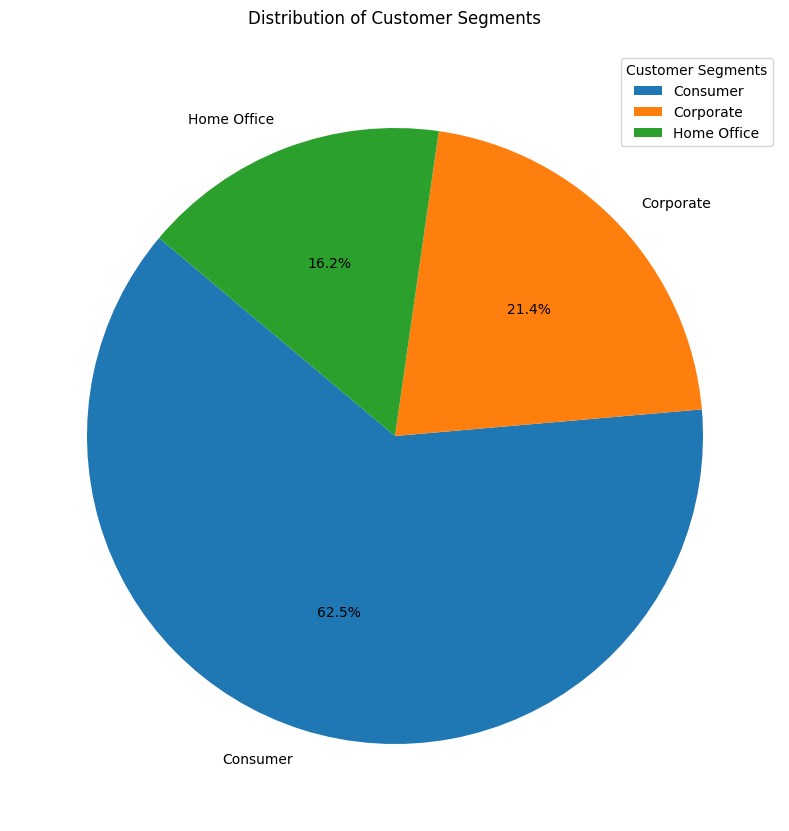 Distribution of Customer Segments
Customer Segments
Consumer
Corporate
Home Office
Home Office
Corporate
16.2%
21.4%
62.5%
Consumer